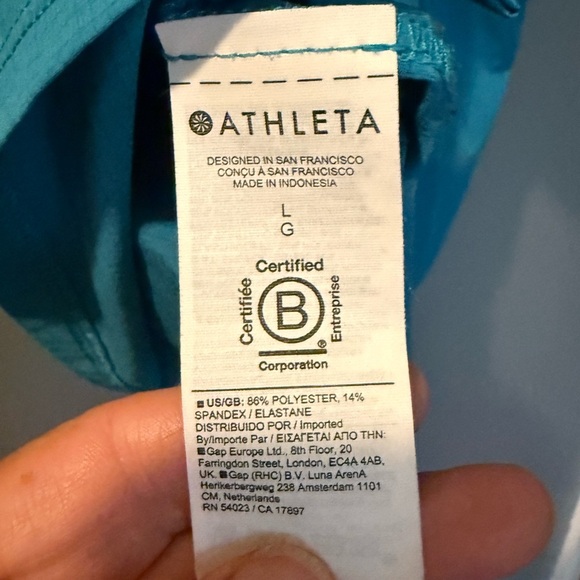 ATHLETA
DESIGNED IN SAN FRANCISCO
CONÇU À SAN FRANCISCO
MADE IN INDONESIA
L
G
Certified
Certifiée
B
Entreprise
®
Corporation
US/GB: 86% POLYESTER, 14%
SPANDEX / ELASTANE
DISTRIBUIDO POR / Imported
By/Importe Par / ΕΙΣΑΓΕΤΑΙ ΑΠΟ ΤΗΝ:
Gap Europe Ltd., 8th Floor, 20
Farringdon Street, London, EC4A 4AB,
UK. Gap (RHC) B.V. Luna ArenA
Herikerbergweg 238 Amsterdam 1101
CM, Netherlands
RN 54023 / CA 17897